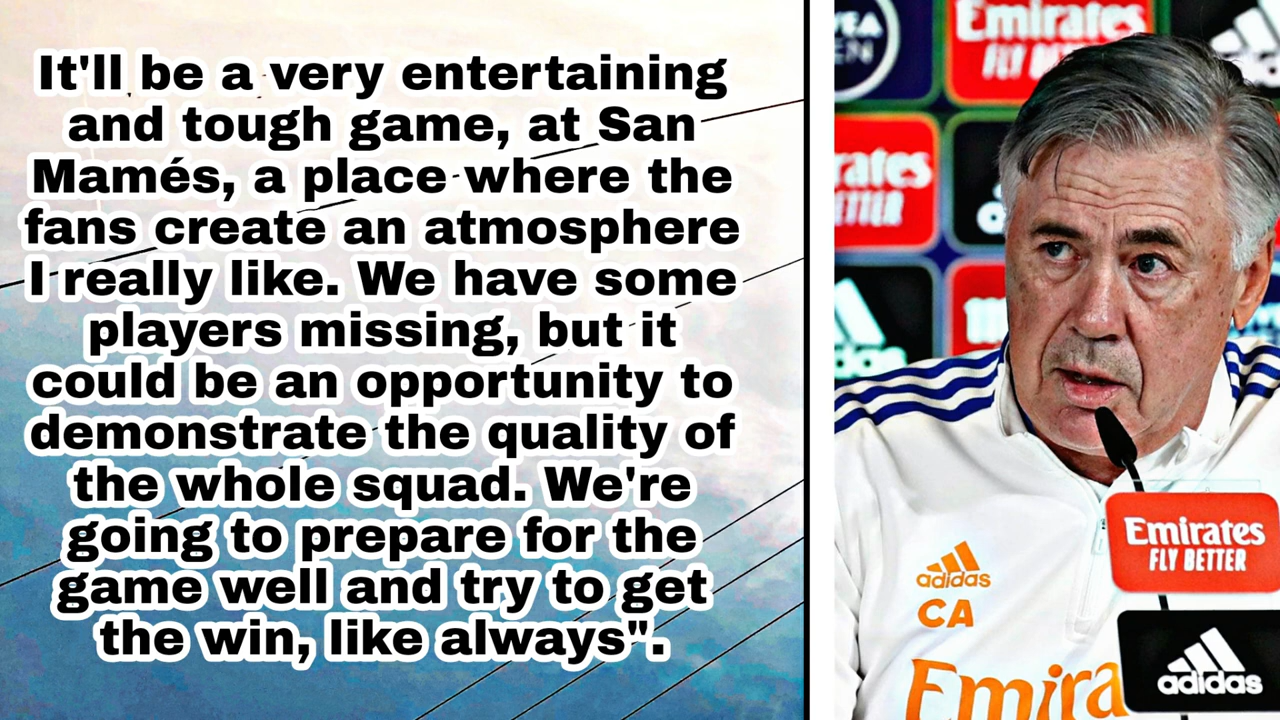 It'll be a very entertaining
and tough game, at San
Mamés, a place where the
fans create an atmosphere
I really like. We have some
players missing, but it
could be an opportunity to
demonstrate the quality of
the whole squad. We're
going to prepare for the
game well and try to get
the win, like always".
Emirates
FLY BETTER
adidas
CA
Emira
Emirates
FLY BETTER
adidas